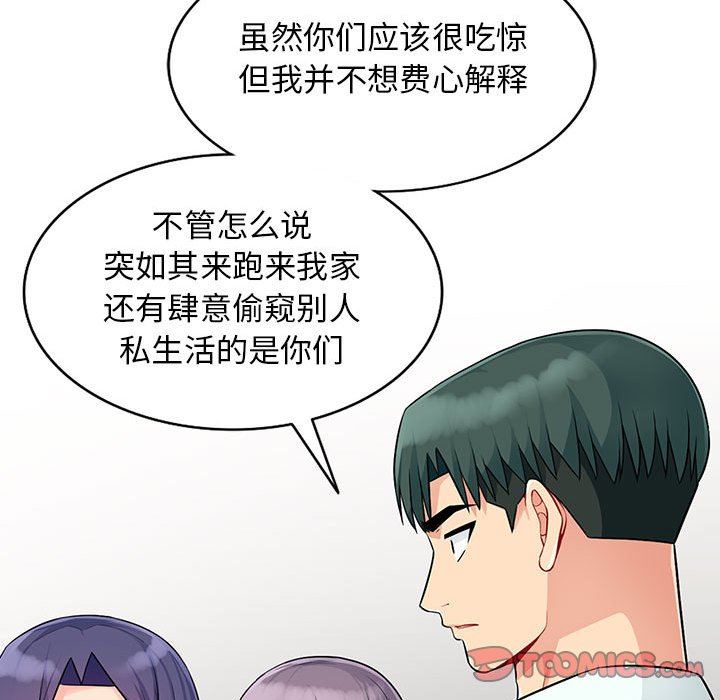 虽然你们应该很吃惊
但我并不想费心解释
不管怎么说
突如其来跑来我家
还有肆意偷窥别人
私生活的是你们
BTOCOMICS.COM